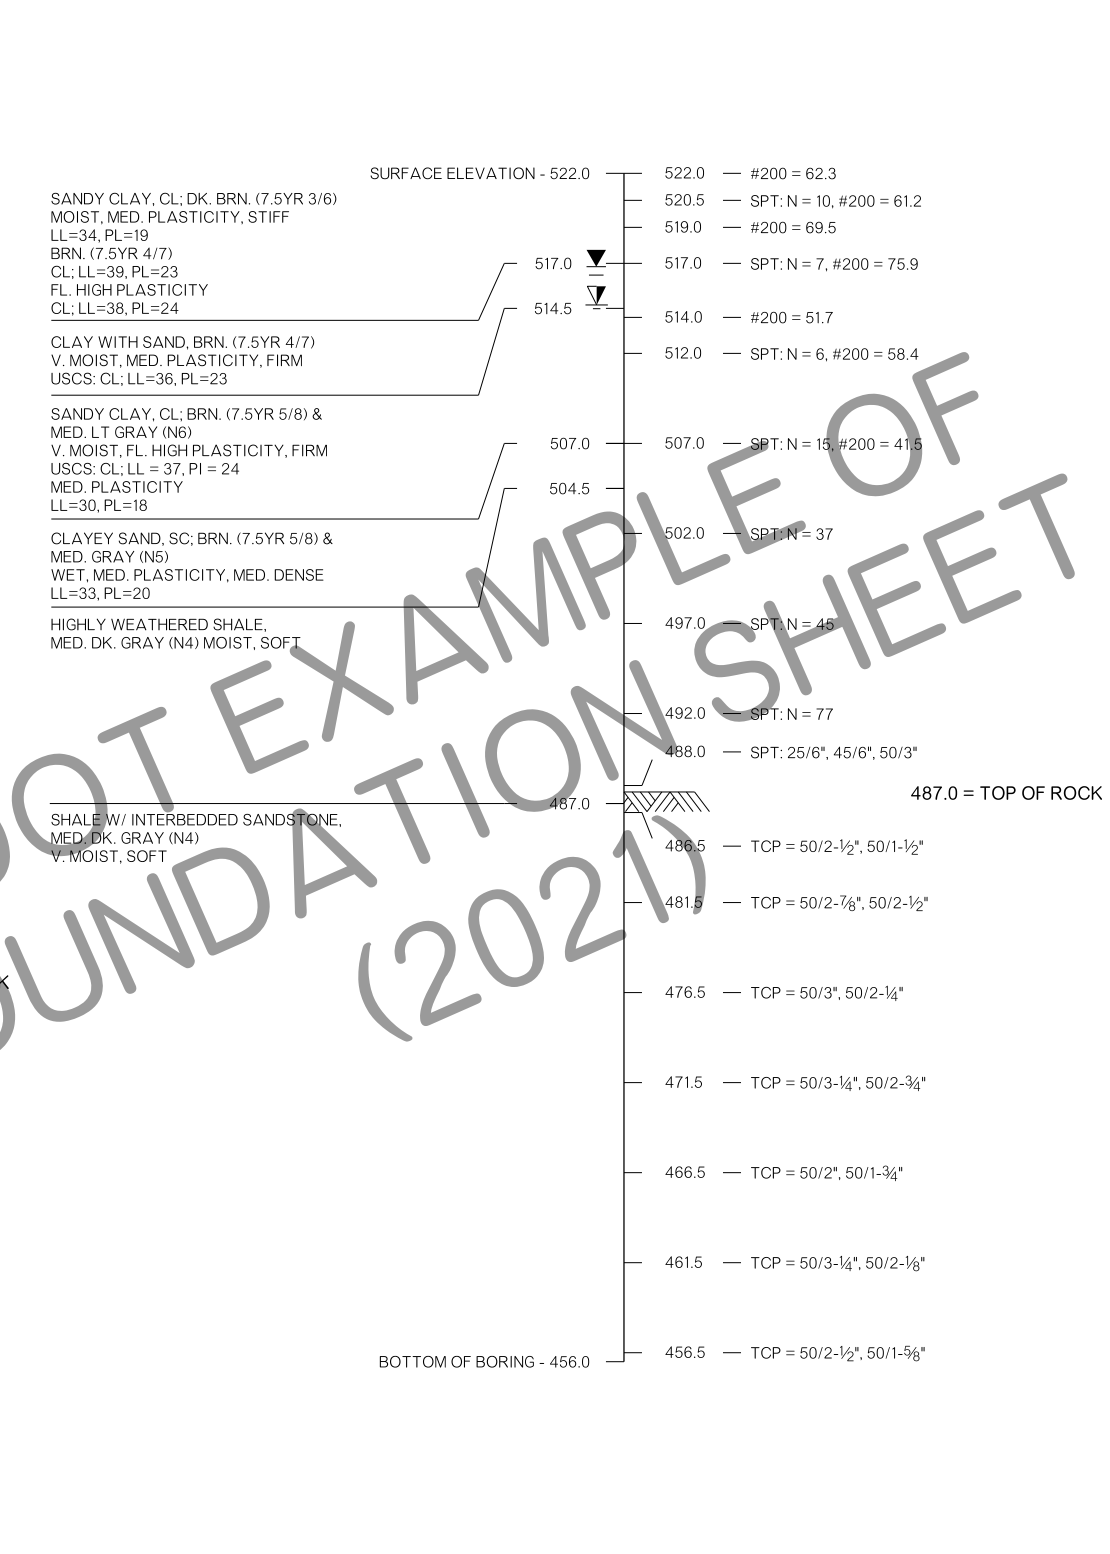 SURFACE ELEVATION - 522.0
522.0 — #200 = 62.3
520.5 SPT: N = 10, #200 = 61.2
519.0 — #200 = 69.5
517.0 — SPT: N = 7, #200 = 75.9
514.0 — #200 = 51.7
512.0 — SPT: N = 6, #200 = 58.4
507.0 — SPT: N = 15, #200 = 41.5
502.0 — SPT: N = 37
497.0 — SPT: N = 45
492.0 — SPT: N = 77
488.0 — SPT: 25/6", 45/6", 50/3"
487.0 = TOP OF ROCK
486.5 — TCP = 50/2-½", 50/1-½"
481.5 — TCP = 50/2-⅞", 50/2-½"
476.5 — TCP = 50/3", 50/2-¼"
471.5 — TCP = 50/3-¼", 50/2-¾"
466.5 — TCP = 50/2", 50/1-¾"
461.5 — TCP = 50/3-¼", 50/2-⅛"
456.5 — TCP = 50/2-½", 50/1-⅝"
BOTTOM OF BORING - 456.0
SANDY CLAY, CL; DK. BRN. (7.5YR 3/6)
MOIST, MED. PLASTICITY, STIFF
LL=34, PL=19
BRN. (7.5YR 4/7)
CL; LL=39, PL=23
FL. HIGH PLASTICITY
CL; LL=38, PL=24
517.0
CLAY WITH SAND, BRN. (7.5YR 4/7)
V. MOIST, MED. PLASTICITY, FIRM
USCS: CL; LL=36, PL=23
514.5
SANDY CLAY, CL; BRN. (7.5YR 5/8) &
MED. LT GRAY (N6)
V. MOIST, FL. HIGH PLASTICITY, FIRM
USCS: CL; LL = 37, PI = 24
MED. PLASTICITY
LL=30, PL=18
507.0
CLAYEY SAND, SC; BRN. (7.5YR 5/8) &
MED. GRAY (N5)
WET, MED. PLASTICITY, MED. DENSE
LL=33, PL=20
504.5
HIGHLY WEATHERED SHALE,
MED. DK. GRAY (N4) MOIST, SOFT
487.0
SHALE W/ INTERBEDDED SANDSTONE,
MED. DK. GRAY (N4)
V. MOIST, SOFT
OT EXAMPLE OF
OUNDATION SHEET
(2021)